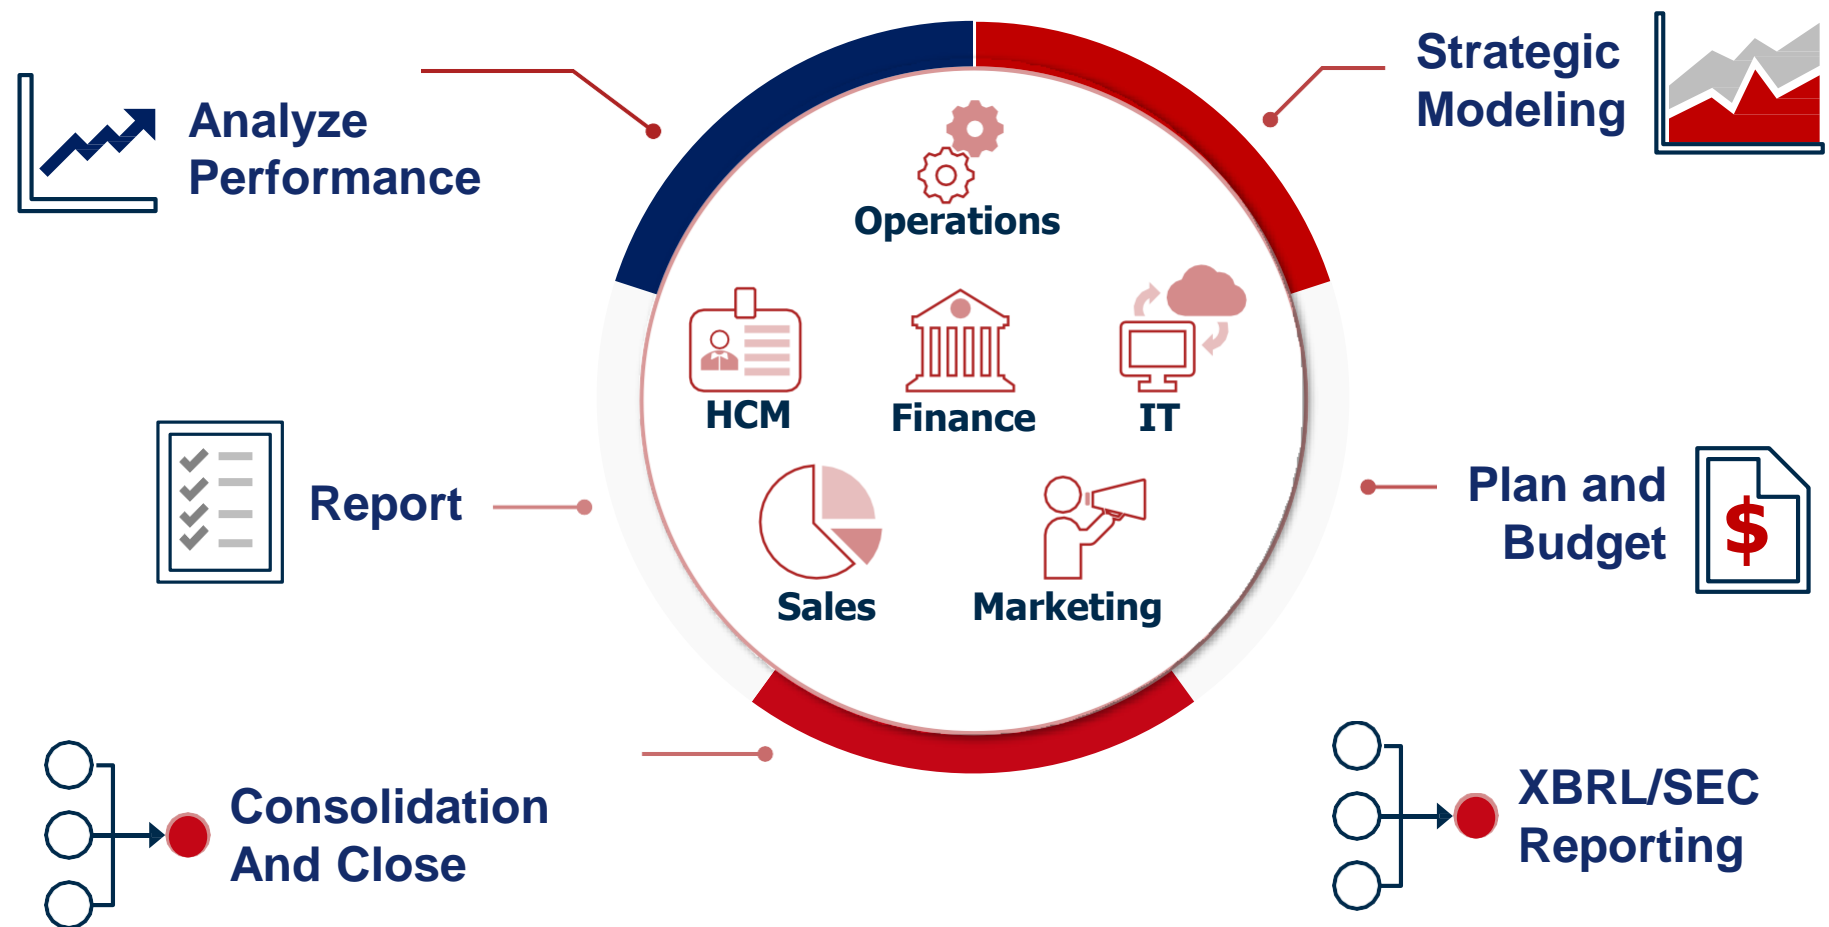 Analyze
Performance
Strategic
Modeling
Operations
HCM
Finance
IT
Report
Plan and
Budget
$
Sales
Marketing
Consolidation
And Close
XBRL/SEC
Reporting